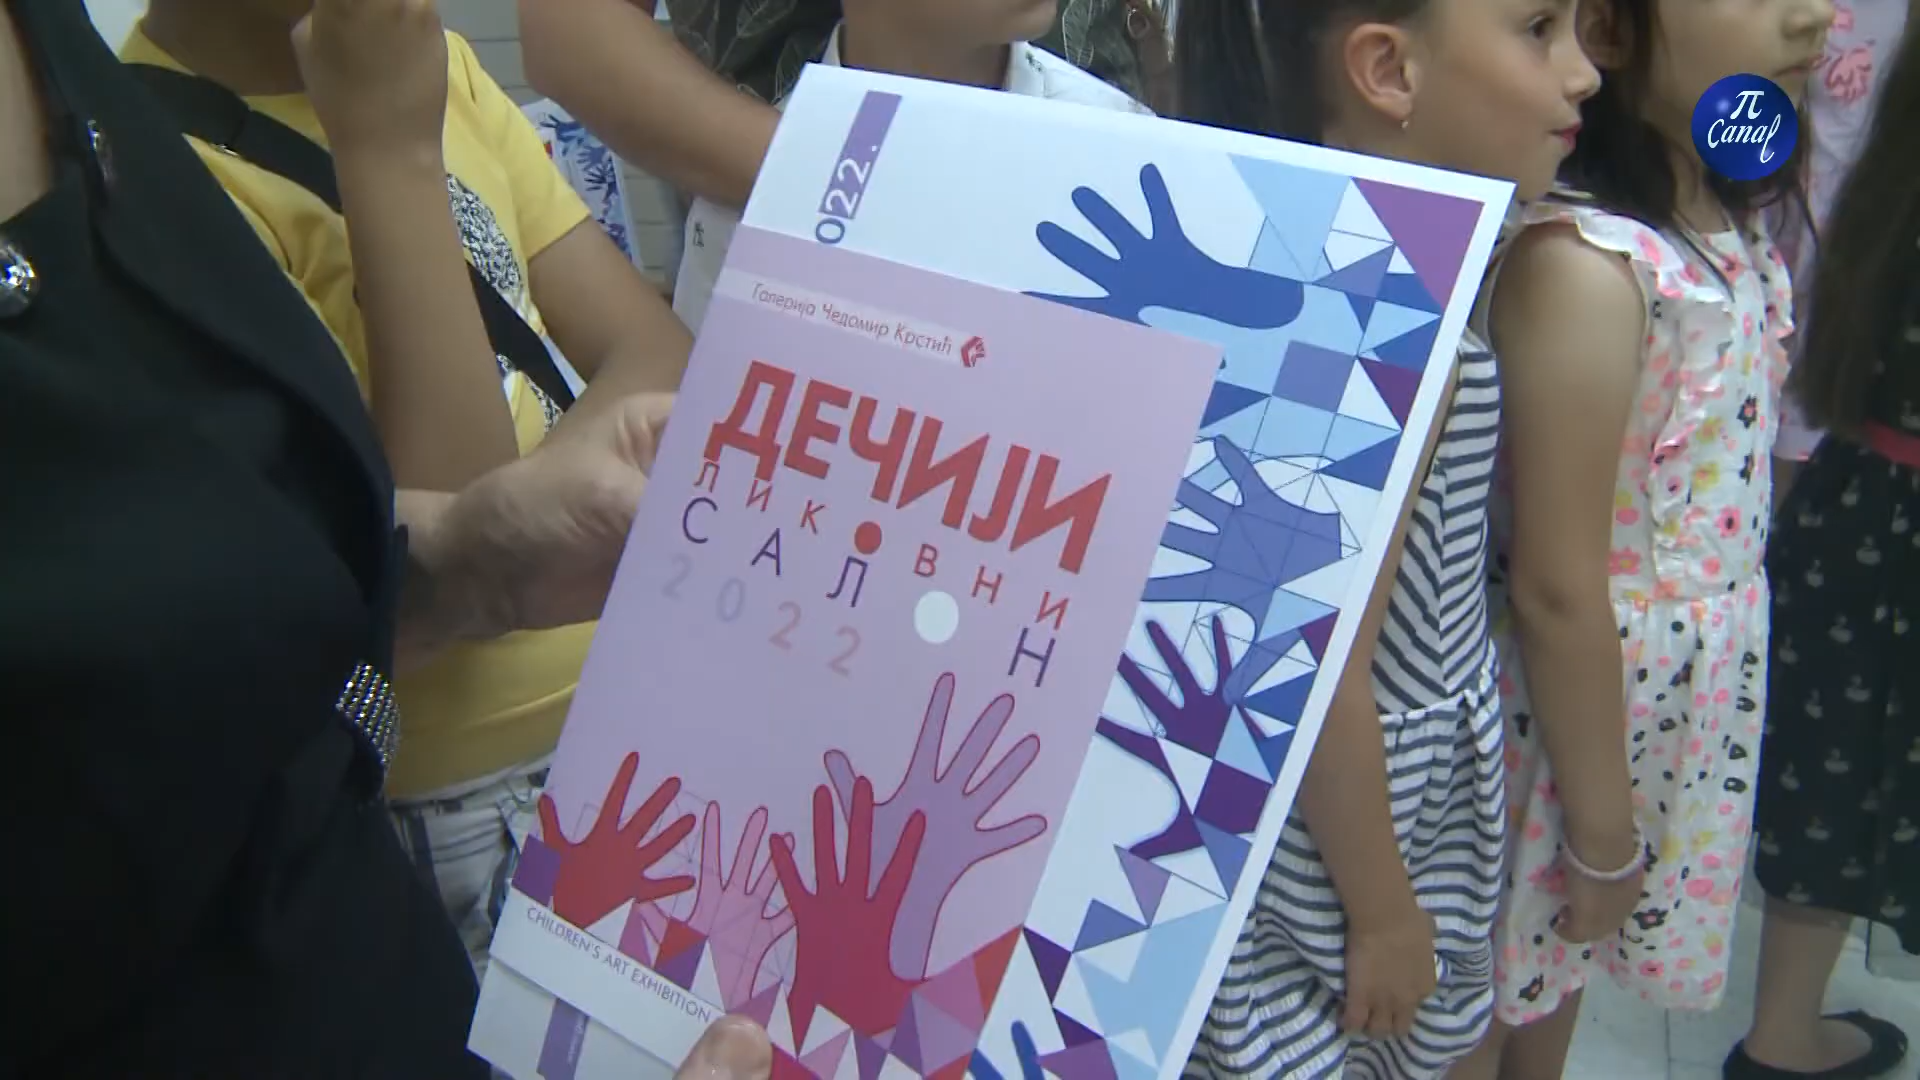 π
Canal
022.
Галерија Чедомир Крстић
ДЕЧИЈИ
ЛИКОВНИ
САЛОН
2022
CHILDREN'S ART EXHIBITION